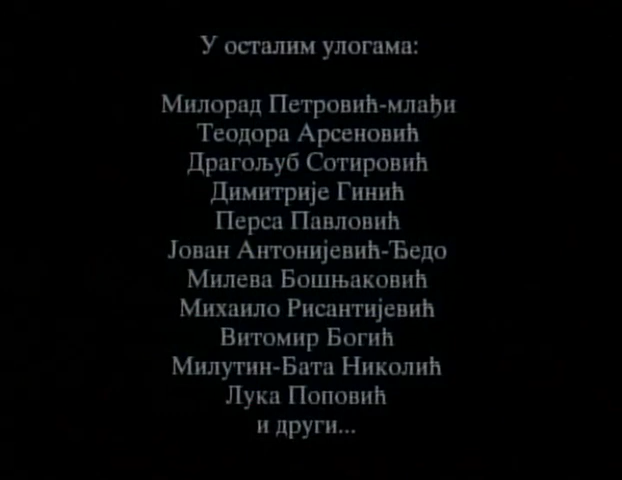 У осталим улогама:
Милорад Петровић-млађи
Теодора Арсеновић
Драгољуб Сотировић
Димитрије Гинић
Перса Павловић
Јован Антонијевић-Ђедо
Милева Бошњаковић
Михаило Рисантијевић
Витомир Богић
Милутин-Бата Николић
Лука Поповић
и други...